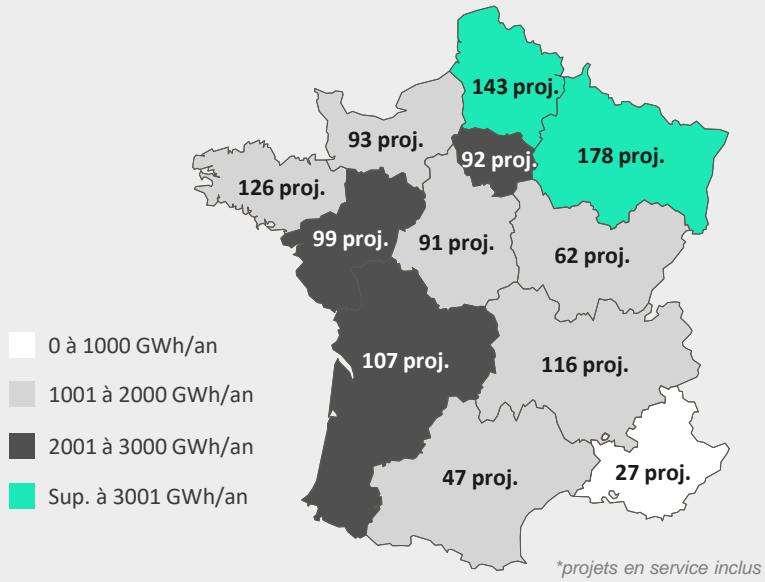 143 proj.
93 proj.
92 proj.
178 proj.
126 proj.
99 proj.
91 proj.
62 proj.
0 à 1000 GWh/an
107 proj.
116 proj.
1001 à 2000 GWh/an
2001 à 3000 GWh/an
47 proj.
27 proj.
Sup. à 3001 GWh/an
*projets en service inclus